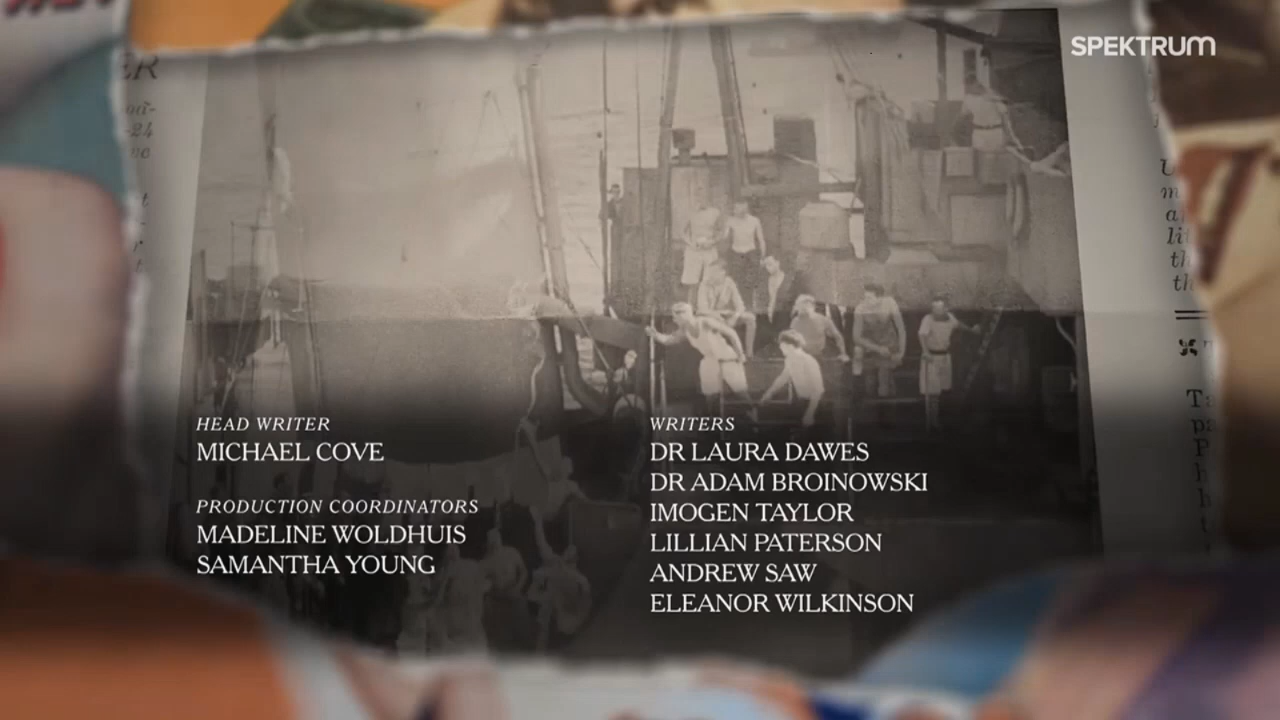 SPEKTRUM
HEAD WRITER
MICHAEL COVE
PRODUCTION COORDINATORS
MADELINE WOLDHUIS
SAMANTHA YOUNG
WRITERS
DR LAURA DAWES
DR ADAM BROINOWSKI
IMOGEN TAYLOR
LILLIAN PATERSON
ANDREW SAW
ELEANOR WILKINSON